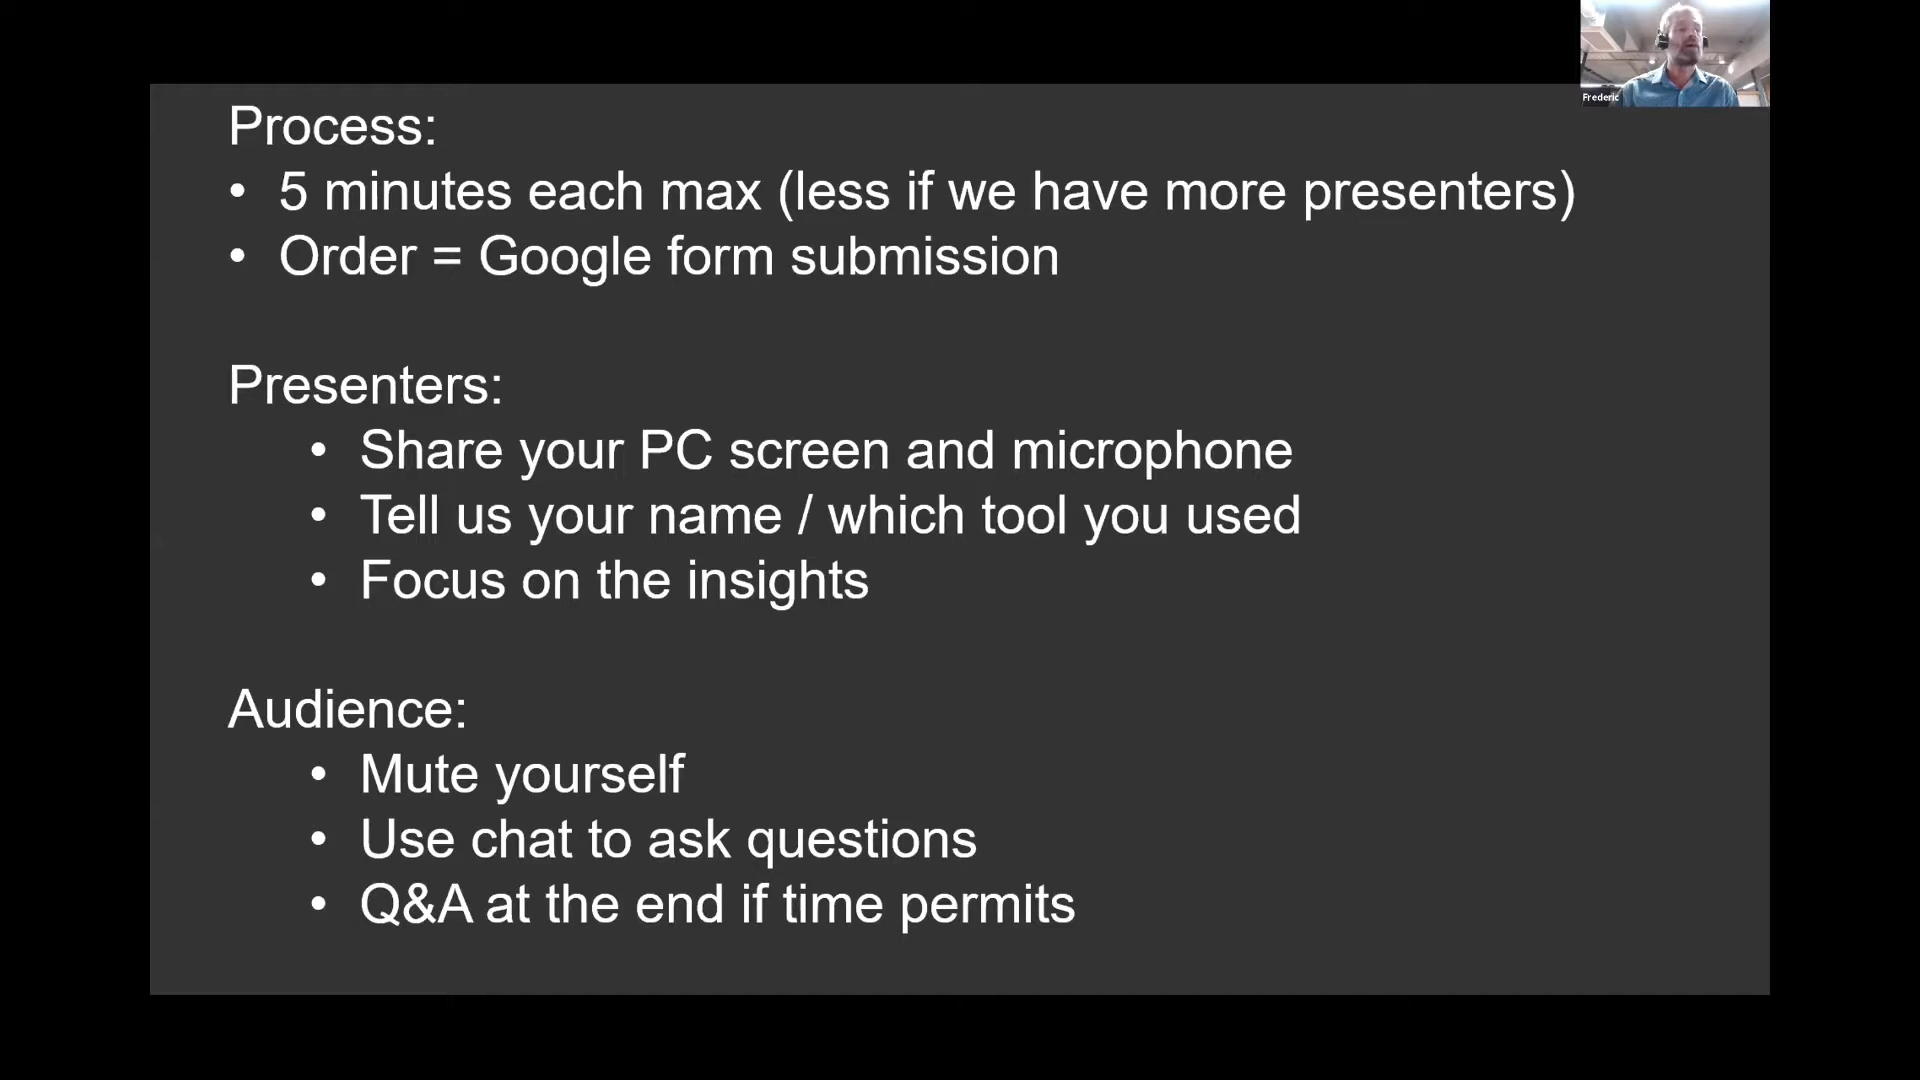 Frederic
Process:
• 5 minutes each max (less if we have more presenters)
• Order = Google form submission
Presenters:
• Share your PC screen and microphone
• Tell us your name / which tool you used
• Focus on the insights
Audience:
• Mute yourself
• Use chat to ask questions
• Q&A at the end if time permits